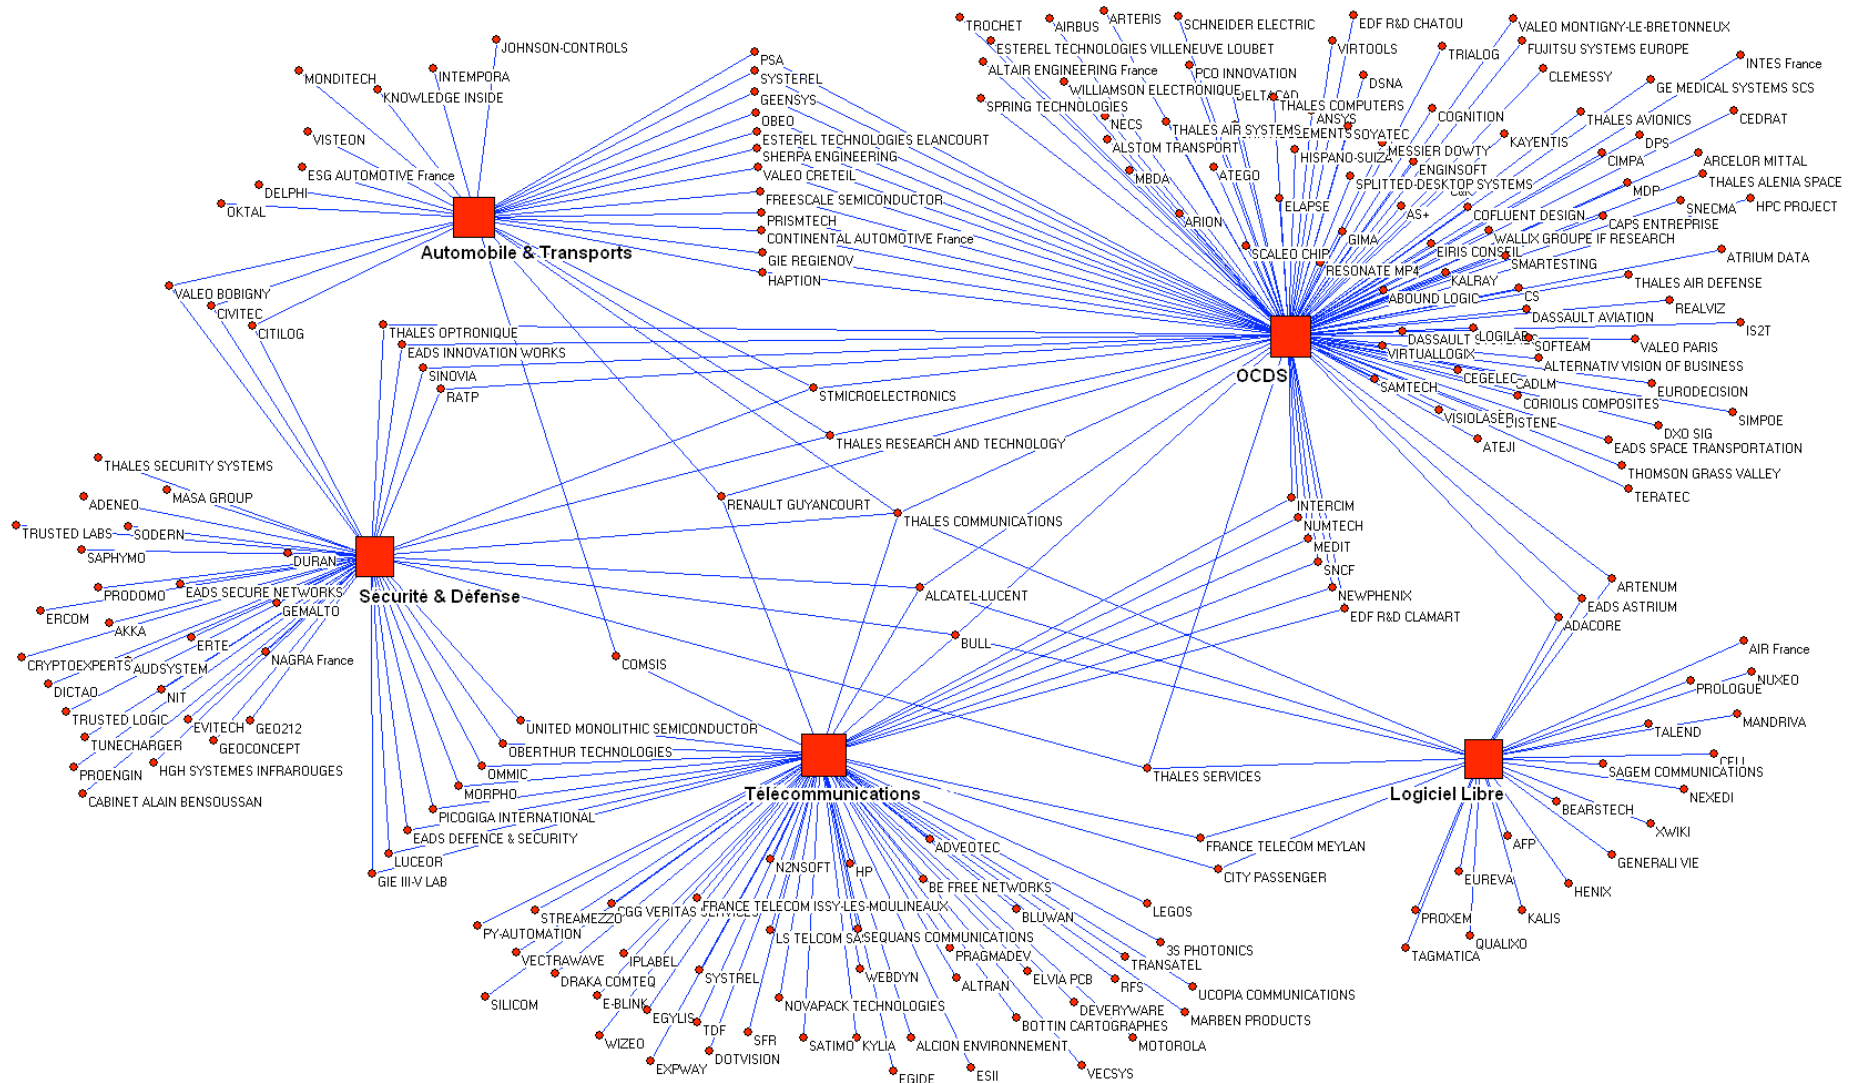 TROCHET
AIRBUS
ARTERIS
SCHNEIDER ELECTRIC
EDF R&D CHATOU
VALEO MONTIGNY-LE-BRETONNEUX
JOHNSON-CONTROLS
ESTEREL TECHNOLOGIES VILLENEUVE LOUBET
VIRTOOLS
TRIALOG
FUJITSU SYSTEMS EUROPE
PSA
INTES France
MONDITECH
INTEMPORA
SYSTEREL
ALTAIR ENGINEERING France
PCO INNOVATION
DSNA
CLEMESSY
KNOWLEDGE INSIDE
WILLIAMSON ELECTRONIQUE
GE MEDICAL SYSTEMS SCS
GEENSYS
SPRING TECHNOLOGIES
DELTACAD
THALES COMPUTERS
OBEO
NECS
THALES AIR SYSTEMS
ANSYS
COGNITION
THALES AVIONICS
CEDRAT
VISTEON
ESTEREL TECHNOLOGIES ELANCOURT
ALSTOM TRANSPORT
SOYATEC
KAYENTIS
DPS
SHERPA ENGINEERING
HISPANO-SUIZA
MESSIER DOWTY
CIMPA
ARCELOR MITTAL
ESG AUTOMOTIVE France
VALEO CRETEIL
MBDA
ATEGO
ENGINSOFT
SPLITTED-DESKTOP SYSTEMS
MDP
THALES ALENIA SPACE
DELPHI
FREESCALE SEMICONDUCTOR
ELAPSE
AS+
SNECMA
HPC PROJECT
OKTAL
PRISMTECH
ARION
COFLUENT DESIGN
CAPS ENTREPRISE
CONTINENTAL AUTOMOTIVE France
GIMA
WALLIX GROUPE IF RESEARCH
Automobile & Transports
GIE REGIENOV
SCALEO CHIP
EIRIS CONSEIL
SMARTESTING
ATRIUM DATA
HAPTION
RESONATE MP4
KALRAY
THALES AIR DEFENSE
VALEO BOBIGNY
ABOUND LOGIC
CS
REALVIZ
CIVITEC
DASSAULT AVIATION
CITILOG
THALES OPTRONIQUE
DASSAULT
LOGILAB
SOFTEAM
IS2T
EADS INNOVATION WORKS
VIRTUALLOGIX
VALEO PARIS
SINOVIA
OCDS
ALTERNATIV VISION OF BUSINESS
RATP
STMICROELECTRONICS
SAMTECH
CEGELEC
CADLM
EURODECISION
CORIOLIS COMPOSITES
VISIOLASER
DISTENE
SIMPOE
THALES RESEARCH AND TECHNOLOGY
ATEJI
DXO SIG
EADS SPACE TRANSPORTATION
THALES SECURITY SYSTEMS
THOMSON GRASS VALLEY
MASA GROUP
TERATEC
ADENEO
RENAULT GUYANCOURT
INTERCIM
THALES COMMUNICATIONS
NUMTECH
TRUSTED LABS
SODERN
MEDIT
SAPHYMO
DURAN
SNCF
PRODOMO
EADS SECURE NETWORKS
Sécurité & Défense
ALCATEL-LUCENT
NEWPHENIX
ARTENUM
GEMALTO
EADS ASTRIUM
ERCOM
AKKA
EDF R&D CLAMART
ADACORE
ERTE
BULL
AIR France
CRYPTOEXPERTS
AUDSYSTEM
NAGRA France
COMSIS
NUXEO
DICTAO
NIT
PROLOGUE
TRUSTED LOGIC
EVITECH
GEO212
UNITED MONOLITHIC SEMICONDUCTOR
TALEND
MANDRIVA
TUNECHARGER
GEOCONCEPT
OBERTHUR TECHNOLOGIES
PROENGIN
HGH SYSTEMES INFRAROUGES
OMMIC
THALES SERVICES
SAGEM COMMUNICATIONS
CABINET ALAIN BENSOUSSAN
MORPHO
Télécommunications
Logiciel Libre
NEXEDI
PICOGIGA INTERNATIONAL
BEARSTECH
EADS DEFENCE & SECURITY
ADVEOTEC
FRANCE TELECOM MEYLAN
AFP
XWIKI
LUCEOR
N2NSOFT
HP
GENERALI VIE
GIE III-V LAB
BE FREE NETWORKS
CITY PASSENGER
EUREVA
HENIX
STREAMEZZO
CGG VERITAS SERVICES
FRANCE TELECOM ISSY-LES-MOULINEAUX
BLUWAN
LEGOS
PROXEM
KALIS
PY-AUTOMATION
LS TELCOM SA
SEQUANS COMMUNICATIONS
QUALIXO
VECTRAWAVE
IPLABEL
PRAGMADEV
3S PHOTONICS
TAGMATICA
DRAKA COMTEQ
SYSTREL
WEBDYN
ALTRAN
ELVIA PCB
TRANSATEL
RFS
SILICOM
E-BLINK
NOVAPACK TECHNOLOGIES
DEVERYWARE
UCOPIA COMMUNICATIONS
EGYLIS
TDF
BOTTIN CARTOGRAPHES
MARBEN PRODUCTS
WIZEO
SFR
SATIMO
KYLIA
ALCION ENVIRONNEMENT
MOTOROLA
EXPWAY
DOTVISION
EGIDE
ESII
VECSYS